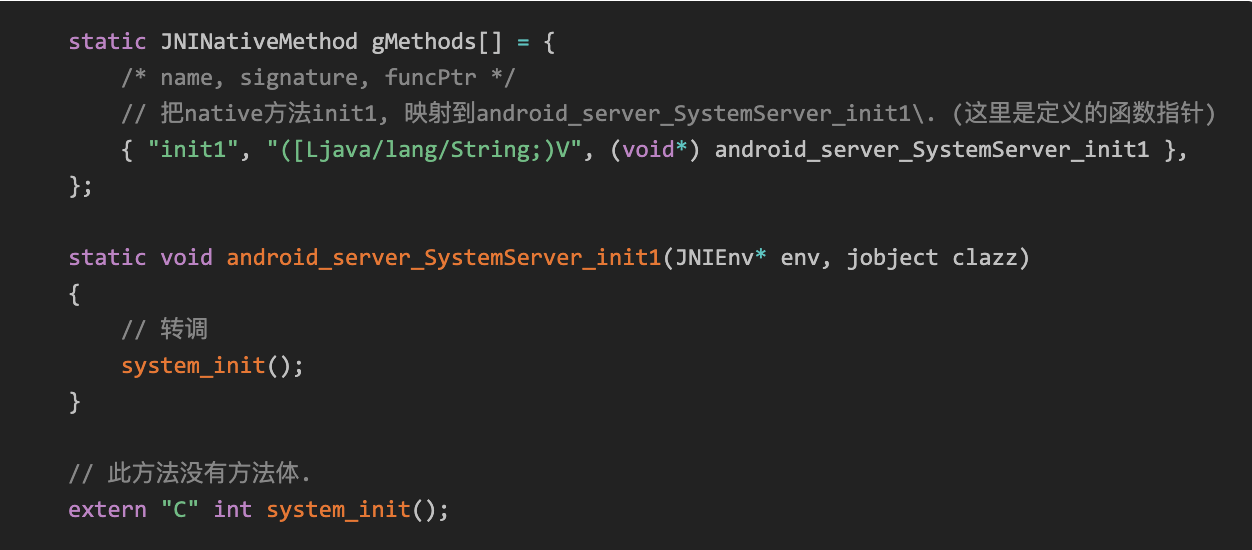 static JNINativeMethod gMethods[] = {
/* name, signature, funcPtr */
// 把native方法init1, 映射到android_server_SystemServer_init1\. (这里是定义的函数指针)
{ "init1", "([Ljava/lang/String;)V", (void*) android_server_SystemServer_init1 },
};
static void android_server_SystemServer_init1(JNIEnv* env, jobject clazz)
{
// 转调
system_init();
}
// 此方法没有方法体.
extern "C" int system_init();